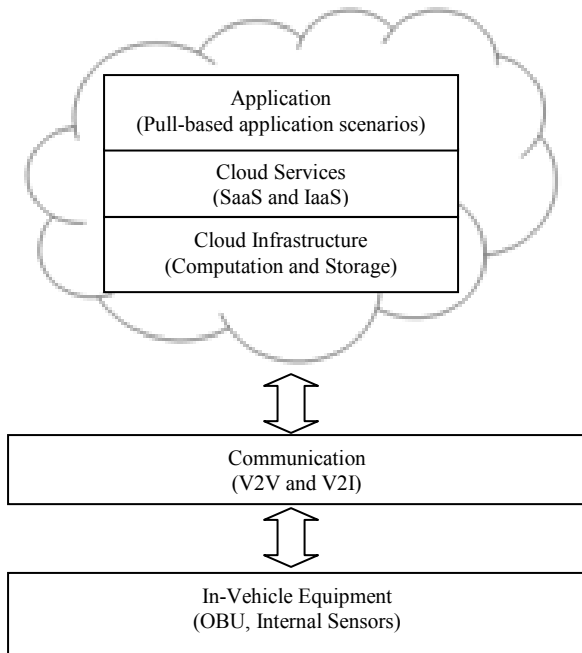 Application
(Pull-based application scenarios)
Cloud Services
(SaaS and IaaS)
Cloud Infrastructure
(Computation and Storage)
Communication
(V2V and V2I)
In-Vehicle Equipment
(OBU, Internal Sensors)